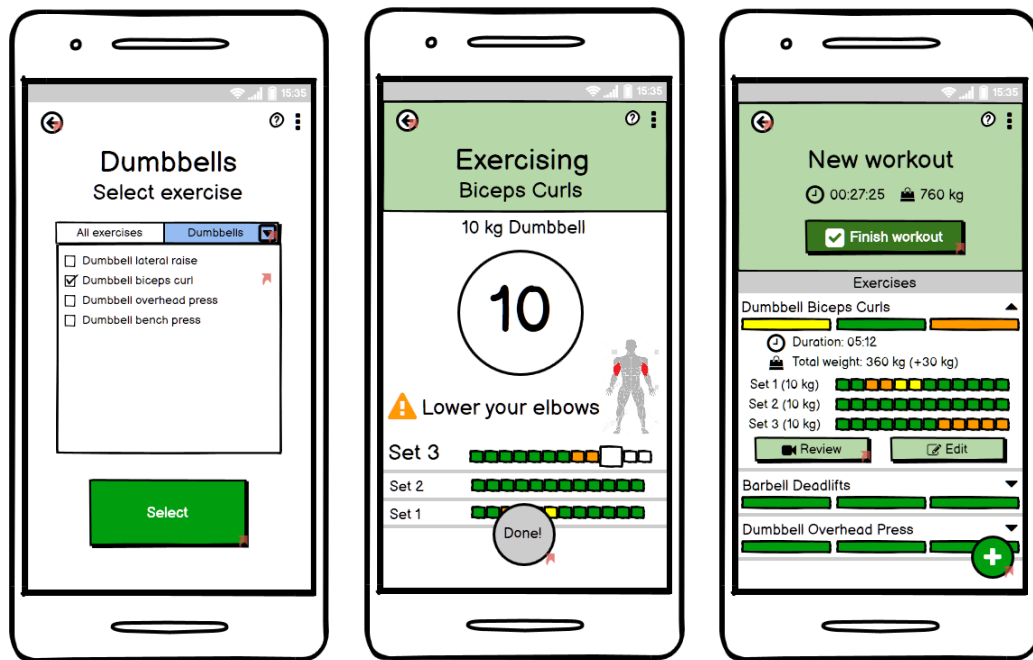 15:35
Dumbbells
Select exercise
All exercises Dumbbells
Dumbbell lateral raise
Dumbbell biceps curl
Dumbbell overhead press
Dumbbell bench press
Select
15:35
Exercising
Biceps Curls
10 kg Dumbbell
10
Lower your elbows
Set 3
Set 2
Set 1
Done!
15:35
New workout
00:27:25 760 kg
Finish workout
Exercises
Dumbbell Biceps Curls
Duration: 05:12
Total weight: 360 kg (+30 kg)
Set 1 (10 kg)
Set 2 (10 kg)
Set 3 (10 kg)
Review Edit
Barbell Deadlifts
Dumbbell Overhead Press